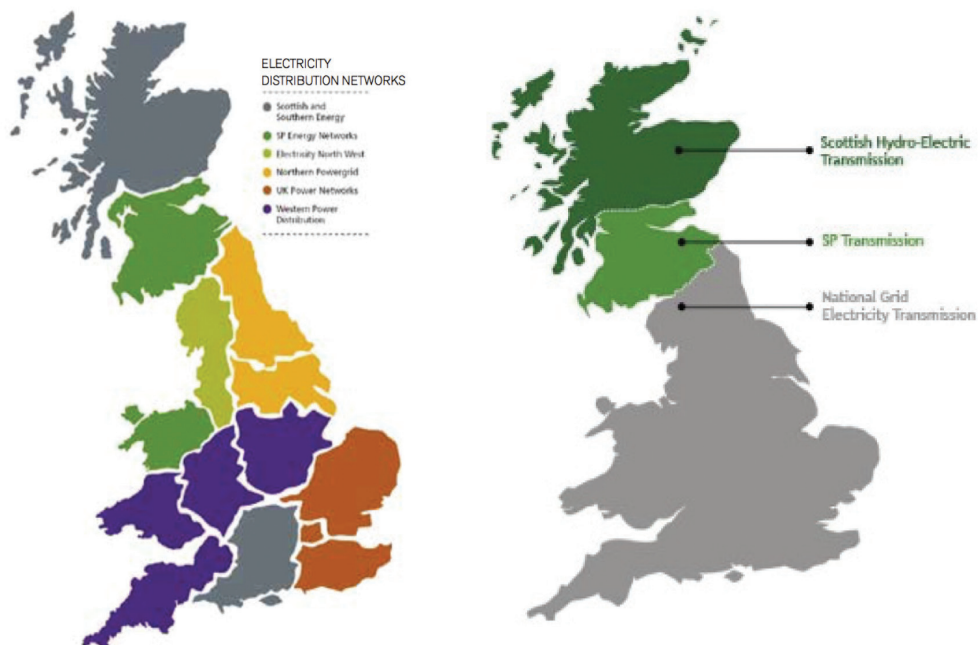 ELECTRICITY
DISTRIBUTION NETWORKS
Scottish and
Southern Energy
SP Energy Networks
Electricity North West
Northern Powergrid
UK Power Networks
Western Power
Distribution
Scottish Hydro-Electric
Transmission
SP Transmission
National Grid
Electricity Transmission